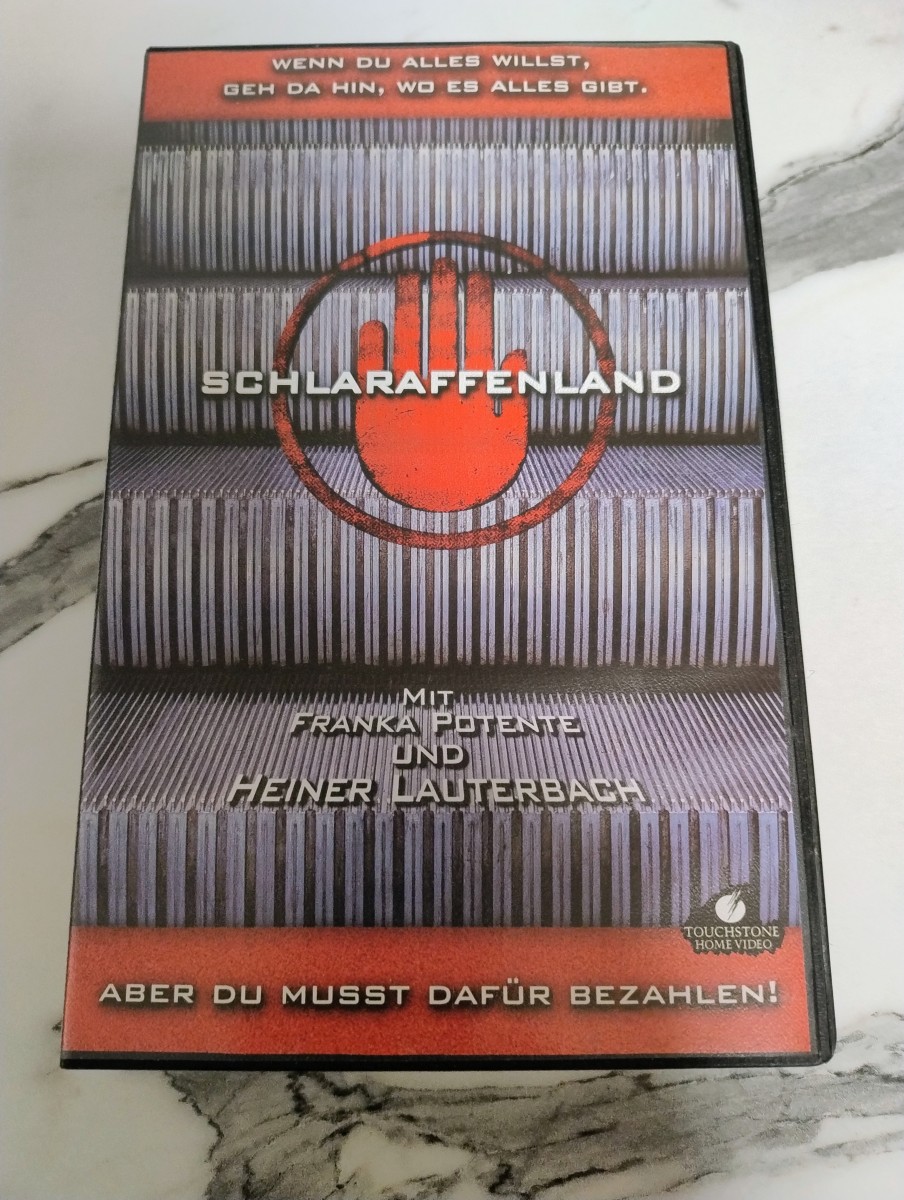 WENN DU ALLES WILLST,
GEH DA HIN, WO ES ALLES GIBT.
SCHLARAFFENLAND
MIT
FRANKA POTENTE
UND
HEINER LAUTERBACH
TOUCHSTONE
HOME VIDEO
ABER DU MUSST DAFÜR BEZAHLEN!